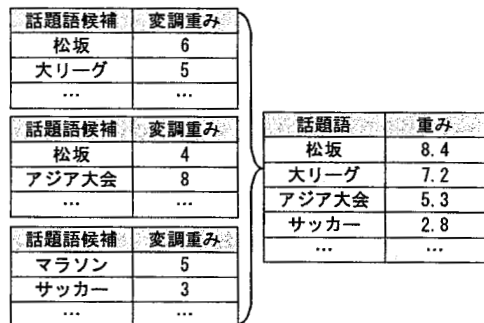 話題語候補 変調重み
松坂 6
大リーグ 5
… …
話題語候補 変調重み
松坂 4
アジア大会 8
… …
話題語候補 変調重み
マラソン 5
サッカー 3
… …
話題語 重み
松坂 8.4
大リーグ 7.2
アジア大会 5.3
サッカー 2.8
… …